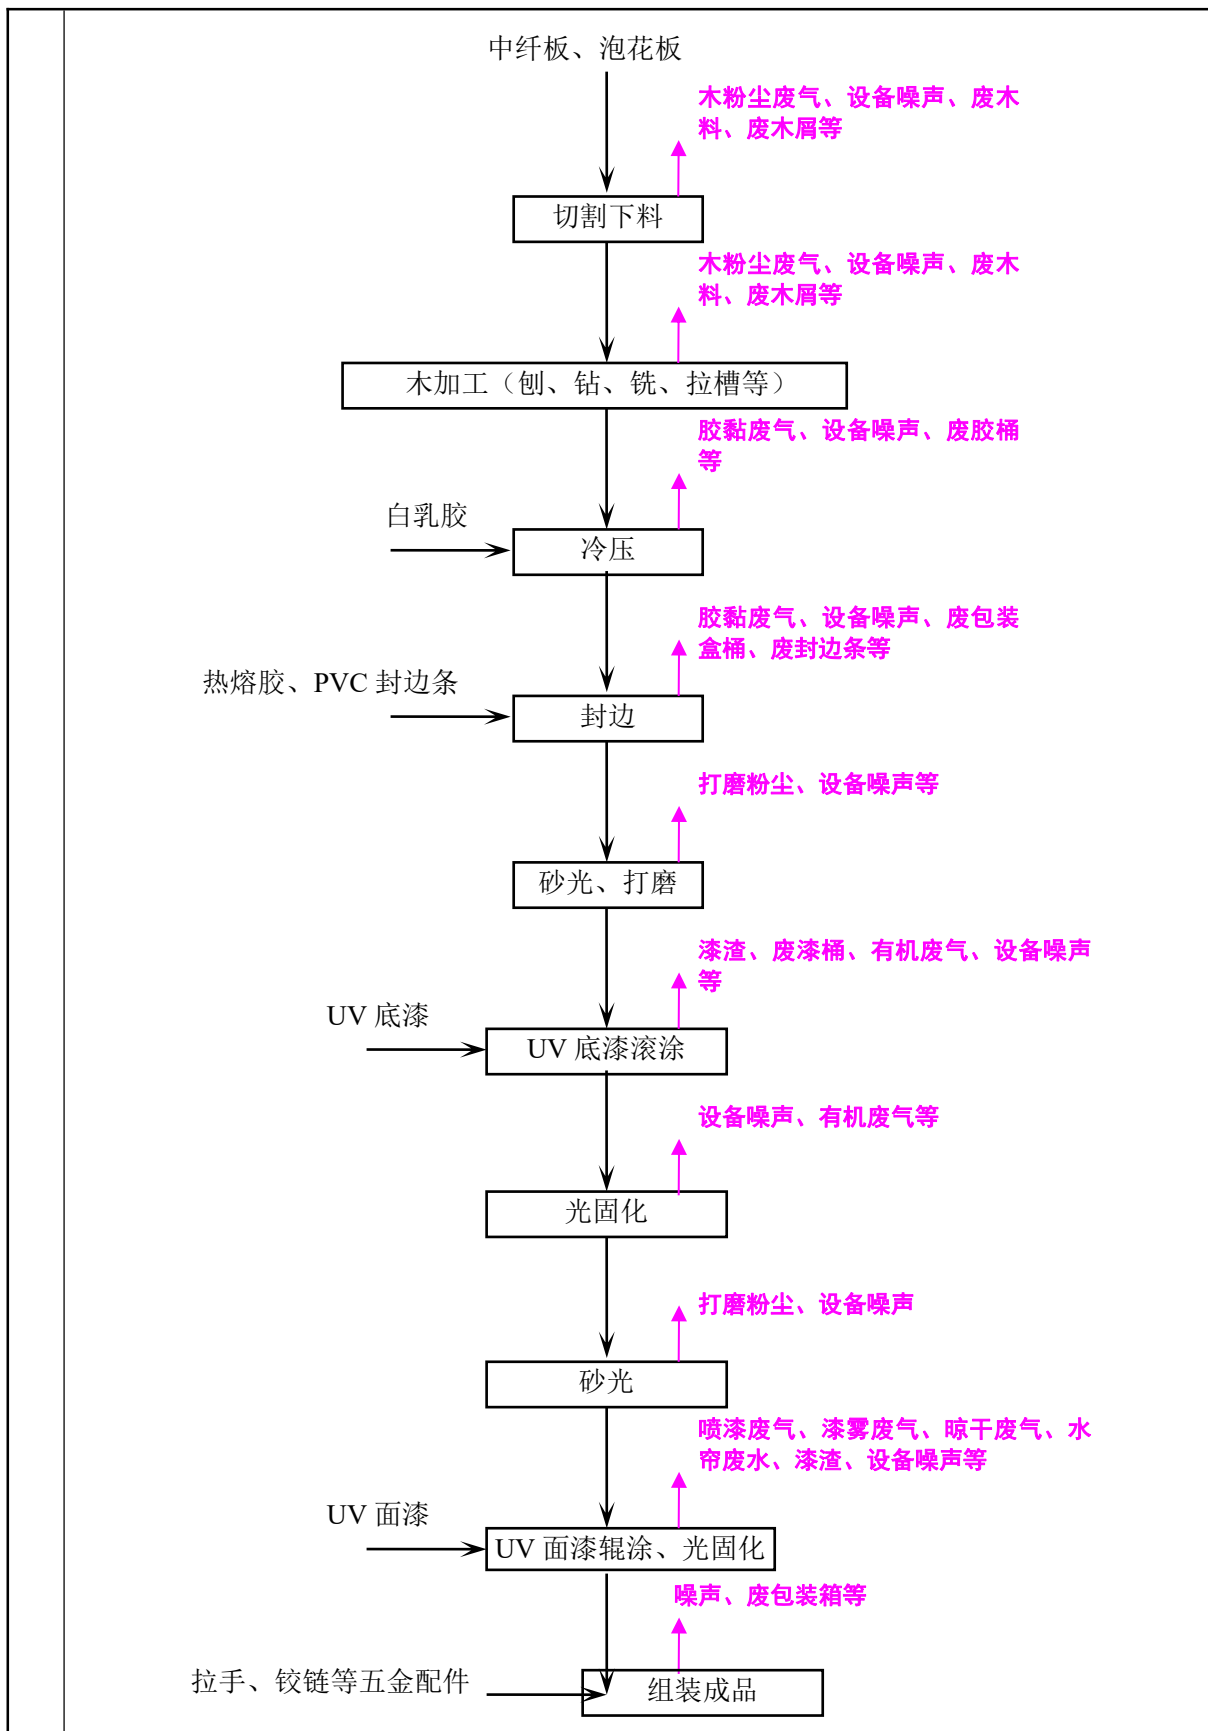 中纤板、泡花板
木粉尘废气、设备噪声、废木
料、废木屑等
切割下料
木粉尘废气、设备噪声、废木
料、废木屑等
木加工（刨、钻、铣、拉槽等）
胶黏废气、设备噪声、废胶桶
等
白乳胶
冷压
胶黏废气、设备噪声、废包装
盒桶、废封边条等
热熔胶、PVC 封边条
封边
打磨粉尘、设备噪声等
砂光、打磨
漆渣、废漆桶、有机废气、设备噪声
等
UV 底漆
UV 底漆滚涂
设备噪声、有机废气等
光固化
打磨粉尘、设备噪声
砂光
喷漆废气、漆雾废气、晾干废气、水
帘废水、漆渣、设备噪声等
UV 面漆
UV 面漆辊涂、光固化
噪声、废包装箱等
拉手、铰链等五金配件
组装成品